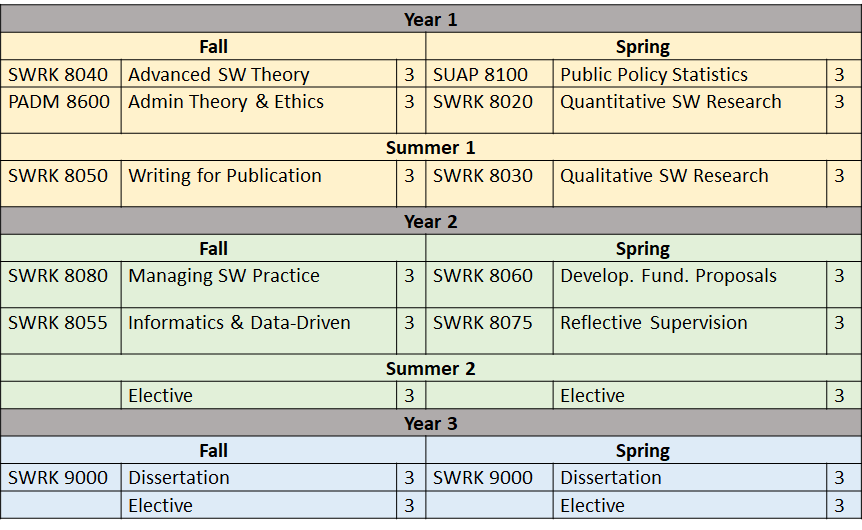 Year 1
Fall Spring
SWRK 8040 Advanced SW Theory 3 SUAP 8100 Public Policy Statistics 3
PADM 8600 Admin Theory & Ethics 3 SWRK 8020 Quantitative SW Research 3
Summer 1
SWRK 8050 Writing for Publication 3 SWRK 8030 Qualitative SW Research 3
Year 2
Fall Spring
SWRK 8080 Managing SW Practice 3 SWRK 8060 Develop. Fund. Proposals 3
SWRK 8055 Informatics & Data-Driven 3 SWRK 8075 Reflective Supervision 3
Summer 2
Elective 3 Elective 3
Year 3
Fall Spring
SWRK 9000 Dissertation 3 SWRK 9000 Dissertation 3
Elective 3 Elective 3